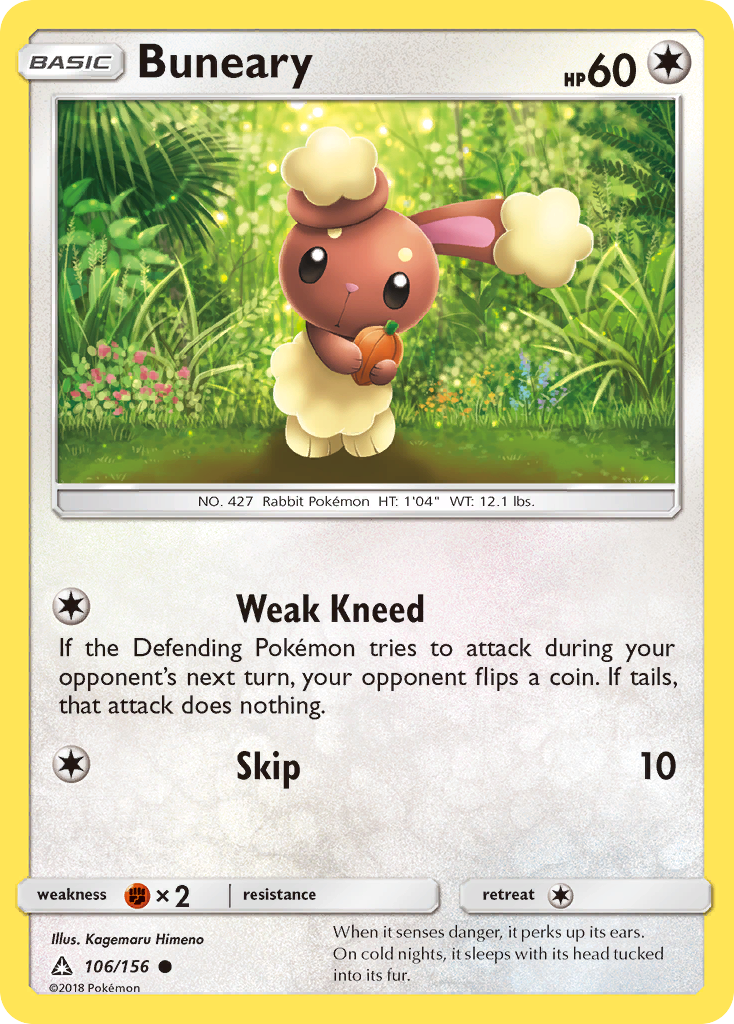 BASIC Buneary HP60
NO. 427 Rabbit Pokémon HT: 1'04" WT: 12.1 lbs.
Weak Kneed
If the Defending Pokémon tries to attack during your
opponent's next turn, your opponent flips a coin. If tails,
that attack does nothing.
Skip 10
weakness × 2 resistance retreat
Illus. Kagemaru Himeno
106/156
©2018 Pokémon
When it senses danger, it perks up its ears.
On cold nights, it sleeps with its head tucked
into its fur.